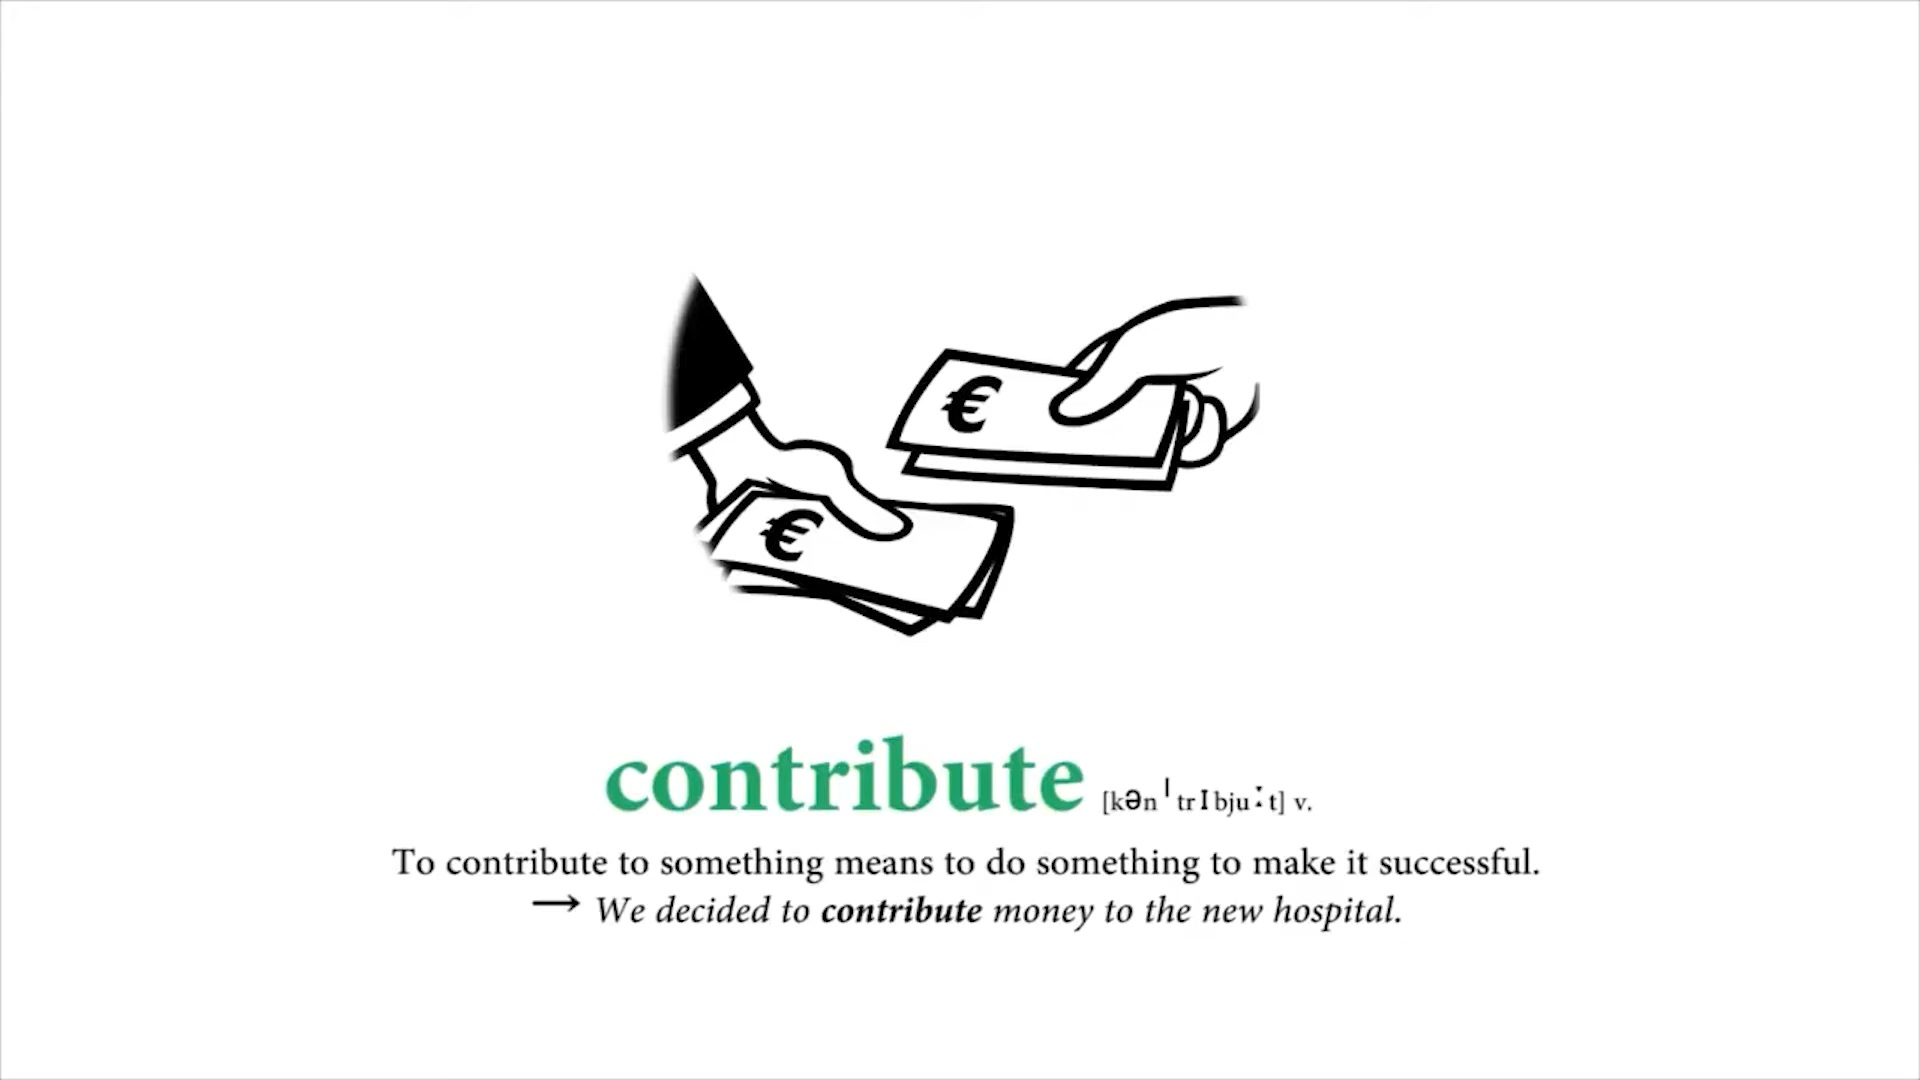 €
€
contribute [kənˈtrɪbjuːt] v.
To contribute to something means to do something to make it successful.
→ We decided to contribute money to the new hospital.